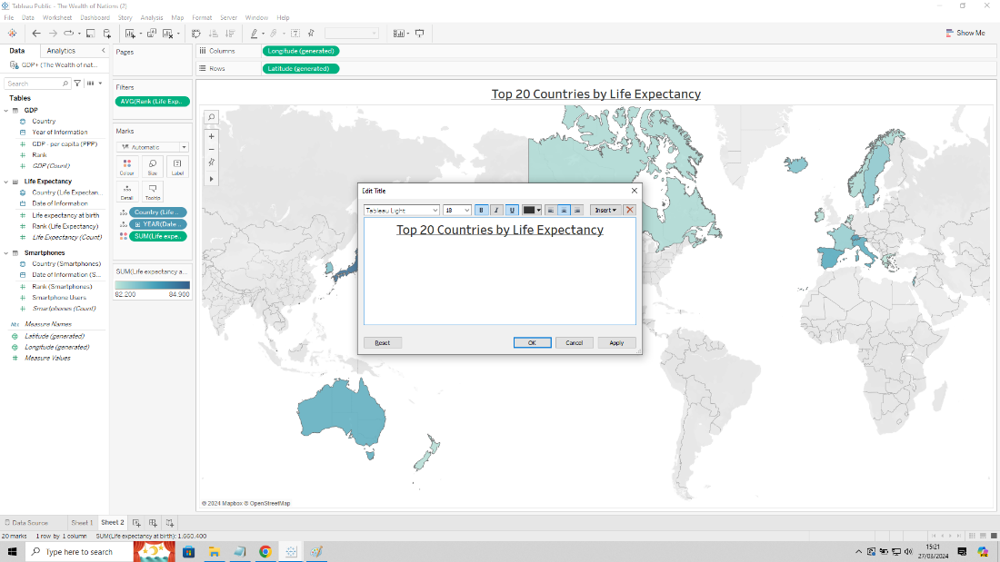 Tableau Public - The Wealth of Nations (2)
File Data Worksheet Dashboard Story Analysis Map Format Server Window Help
Show Me
Data Analytics
GDP+ (The Wealth of nat...
Search
Tables
GDP
Country
Year of Information
GDP - per capita (PPP)
Rank
GDP (Count)
Life Expectancy
Country (Life Expectan...
Date of Information
Life expectancy at birth
Rank (Life Expectancy)
Life Expectancy (Count)
Smartphones
Country (Smartphones)
Date of Information (S...
Rank (Smartphones)
Smartphone Users
Smartphones (Count)
Abc Measure Names
Latitude (generated)
Longitude (generated)
Measure Values
Pages
Filters
AVG(Rank (Life Exp..
Marks
Automatic
Colour Size Label
Detail Tooltip
Country (Life ...
YEAR(Date..
SUM(Life expe..
SUM(Life expectancy a...
82.200 84.900
Columns Longitude (generated)
Rows Latitude (generated)
Top 20 Countries by Life Expectancy
Edit Title
Tableau Light 18 B I U Insert
Top 20 Countries by Life Expectancy
Reset OK Cancel Apply
© 2024 Mapbox © OpenStreetMap
Data Source Sheet 1 Sheet 2
20 marks 1 row by 1 column SUM(Life expectancy at birth): 1,660.400
Type here to search
15:21
27/03/2024